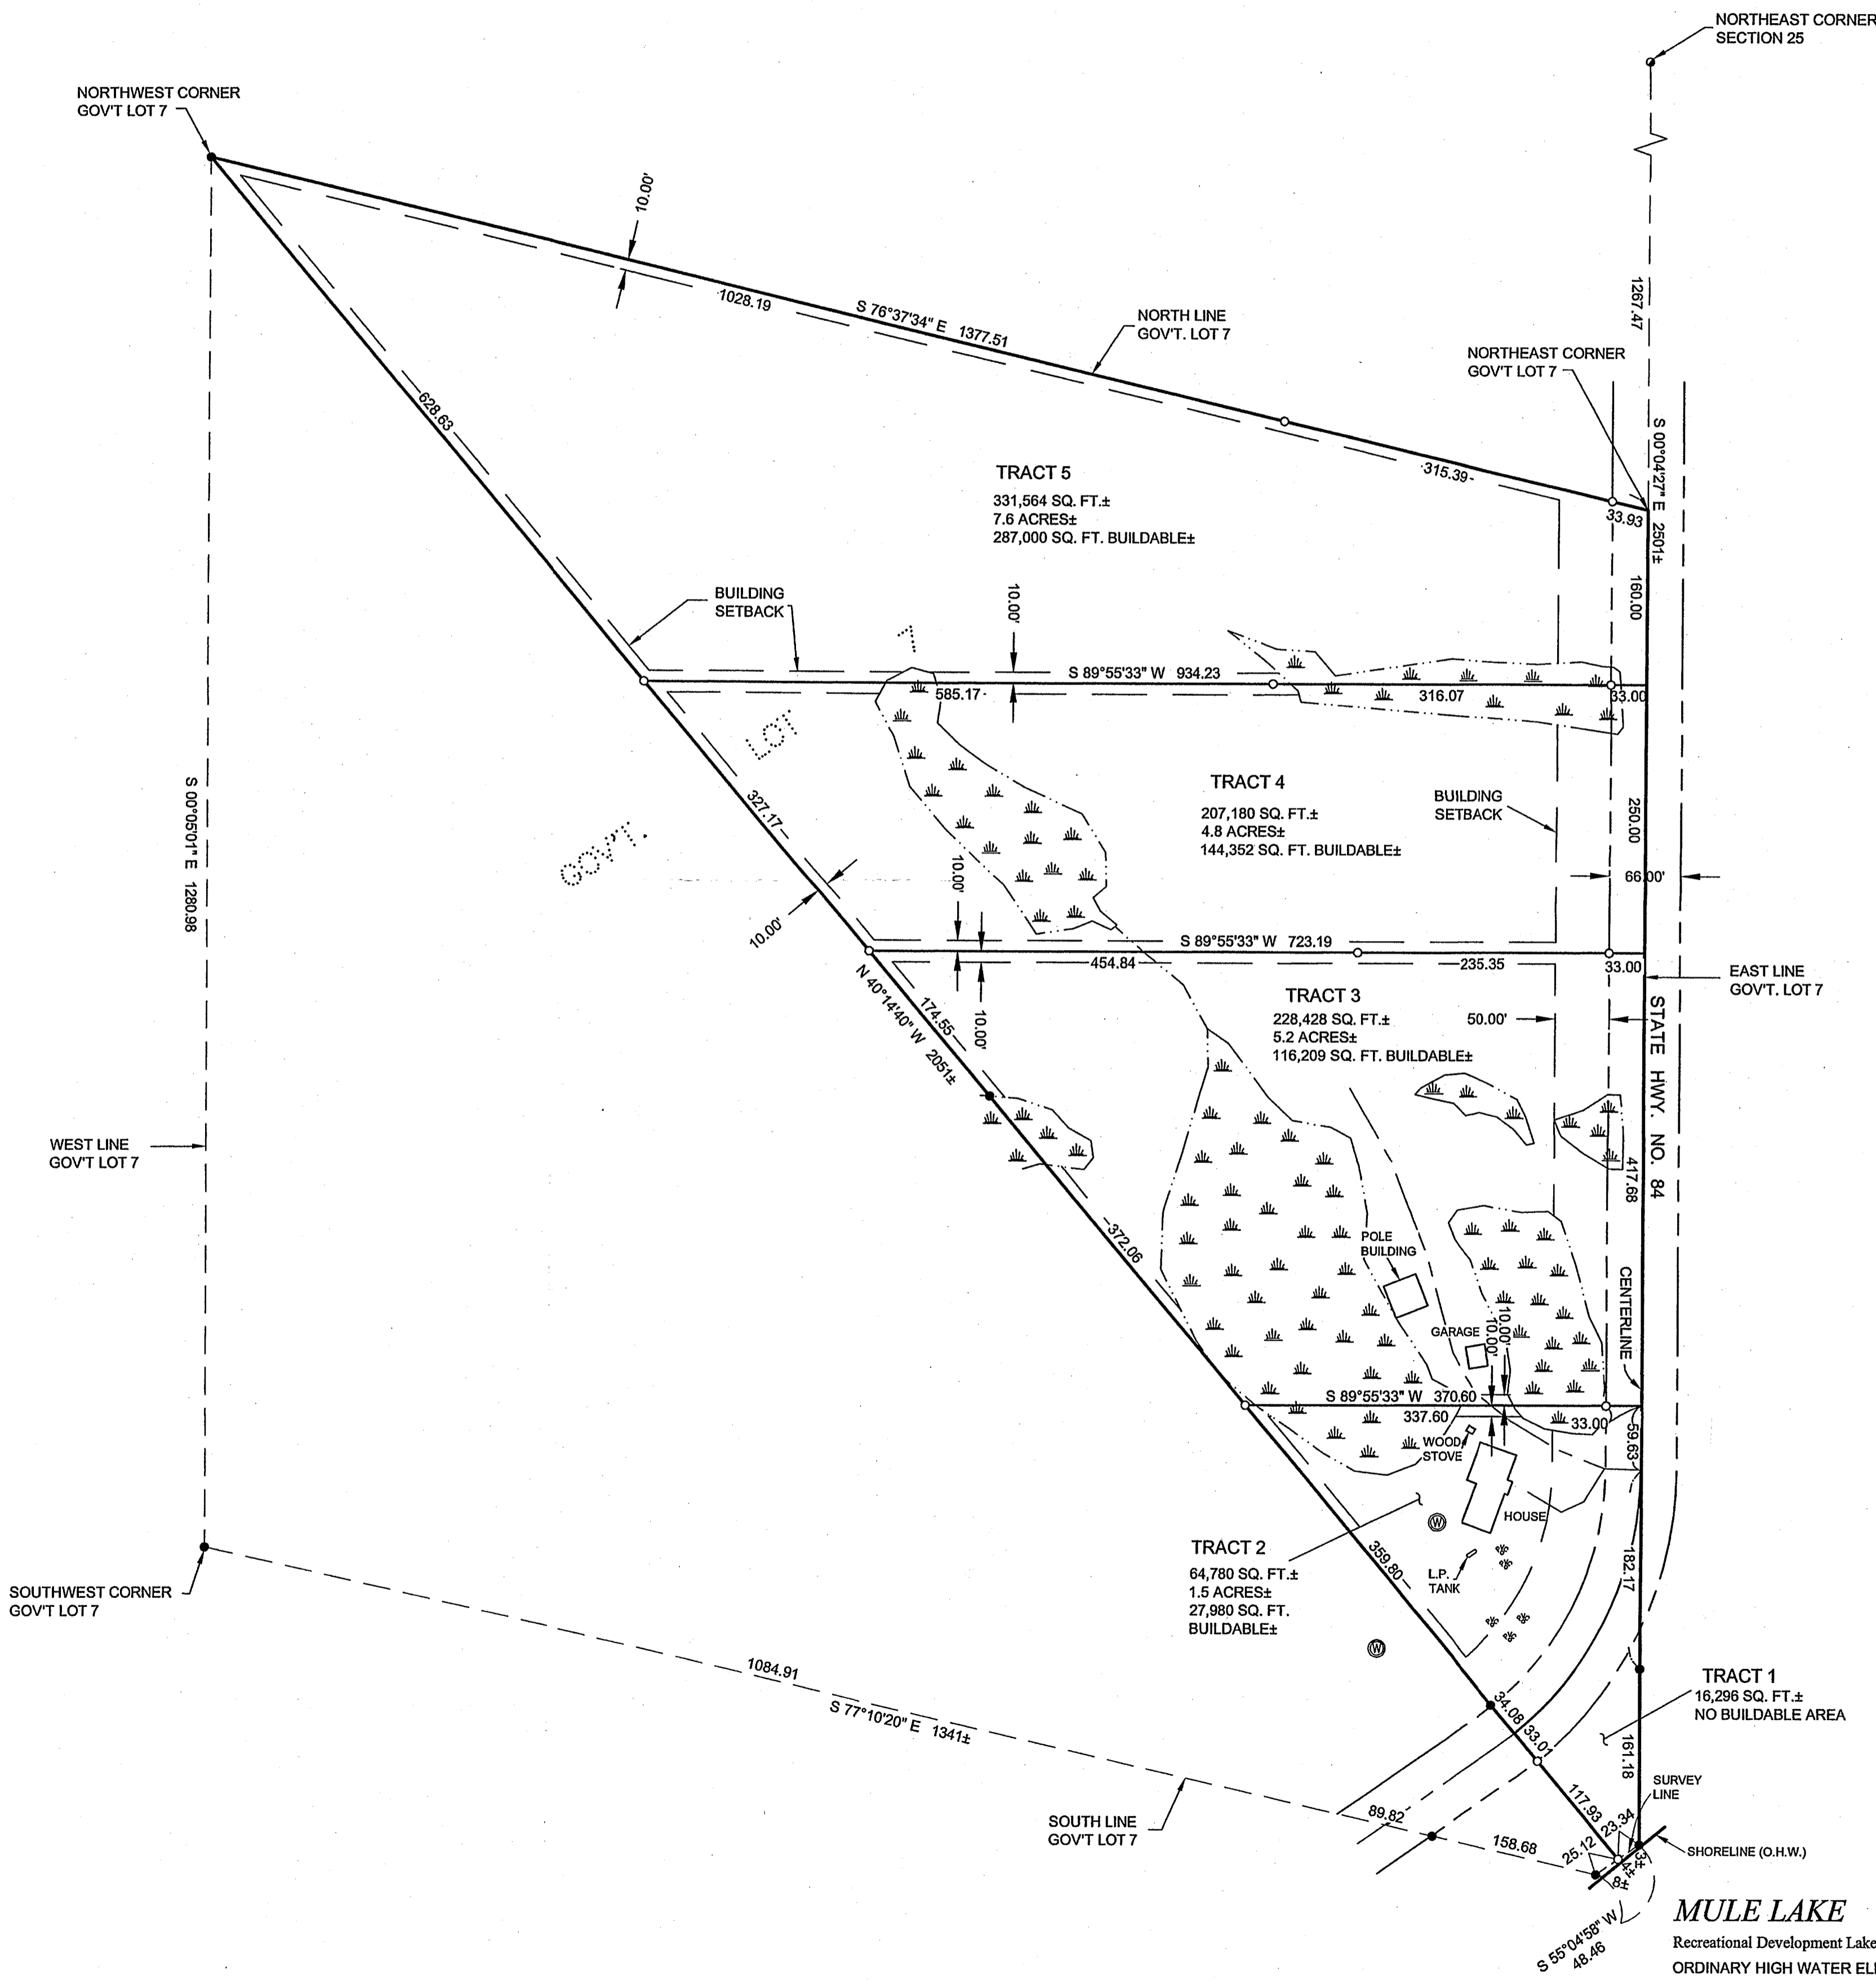 NORTHEAST CORNER
SECTION 25
NORTHWEST CORNER
GOV'T LOT 7
10.00'
1028.19
S 76°37'34" E 1377.51
NORTH LINE
GOV'T. LOT 7
1267.47
NORTHEAST CORNER
GOV'T LOT 7
628.63
S 00°04'27" E 2501±
315.39
33.93
TRACT 5
331,564 SQ. FT.±
7.6 ACRES±
287,000 SQ. FT. BUILDABLE±
160.00
BUILDING
SETBACK
10.00'
7
S 89°55'33" W 934.23
585.17
316.07
33.00
LOT
GOVT.
327.17
TRACT 4
207,180 SQ. FT.±
4.8 ACRES±
144,352 SQ. FT. BUILDABLE±
BUILDING
SETBACK
250.00
66.00'
S 00°05'01" E 1280.98
10.00'
10.00'
S 89°55'33" W 723.19
454.84
235.35
33.00
EAST LINE
GOV'T. LOT 7
N 40°14'40" W 2051±
174.55
10.00'
TRACT 3
228,428 SQ. FT.±
5.2 ACRES±
116,209 SQ. FT. BUILDABLE±
50.00'
STATE HWY. NO. 84
WEST LINE
GOV'T LOT 7
417.68
372.06
POLE
BUILDING
CENTERLINE
GARAGE
10.00'
10.00'
S 89°55'33" W 370.60
337.60
33.00
59.63
WOOD
STOVE
HOUSE
W
TRACT 2
64,780 SQ. FT.±
1.5 ACRES±
27,980 SQ. FT.
BUILDABLE±
359.80
L.P.
TANK
182.17
SOUTHWEST CORNER
GOV'T LOT 7
W
1084.91
S 77°10'20" E 1341±
34.08
33.01
TRACT 1
16,296 SQ. FT.±
NO BUILDABLE AREA
161.18
SURVEY
LINE
117.93
SOUTH LINE
GOV'T LOT 7
89.82
158.68
25.12
23.34
SHORELINE (O.H.W.)
3±
4±
8±
S 55°04'58" W
48.46
MULE LAKE
Recreational Development Lake
ORDINARY HIGH WATER